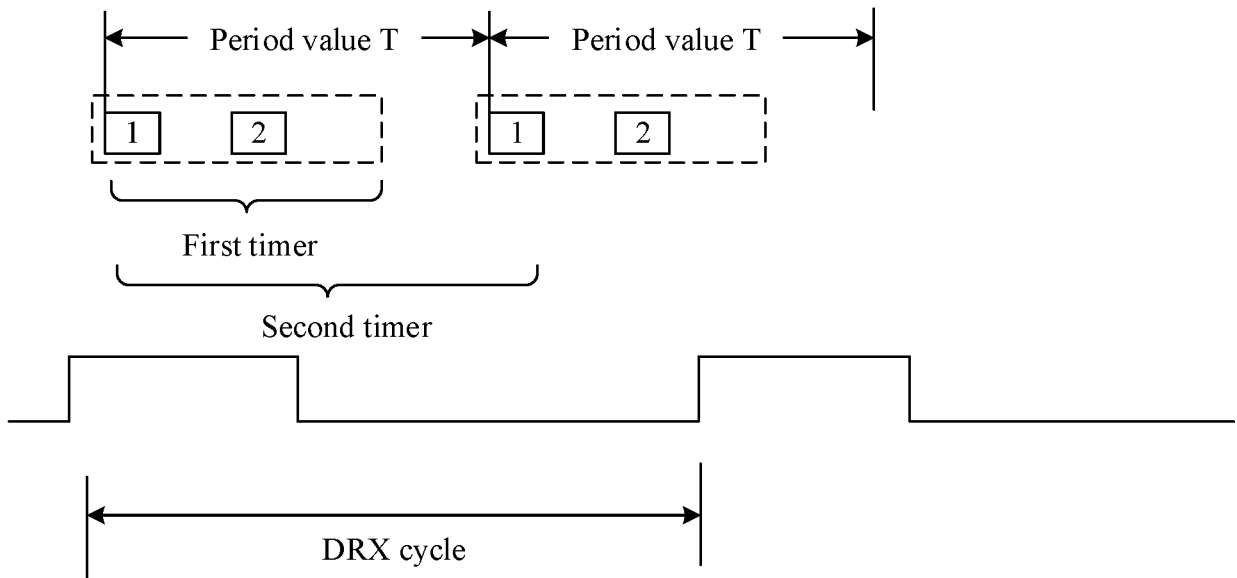 Period value T
Period value T
1
2
1
2
First timer
Second timer
DRX cycle